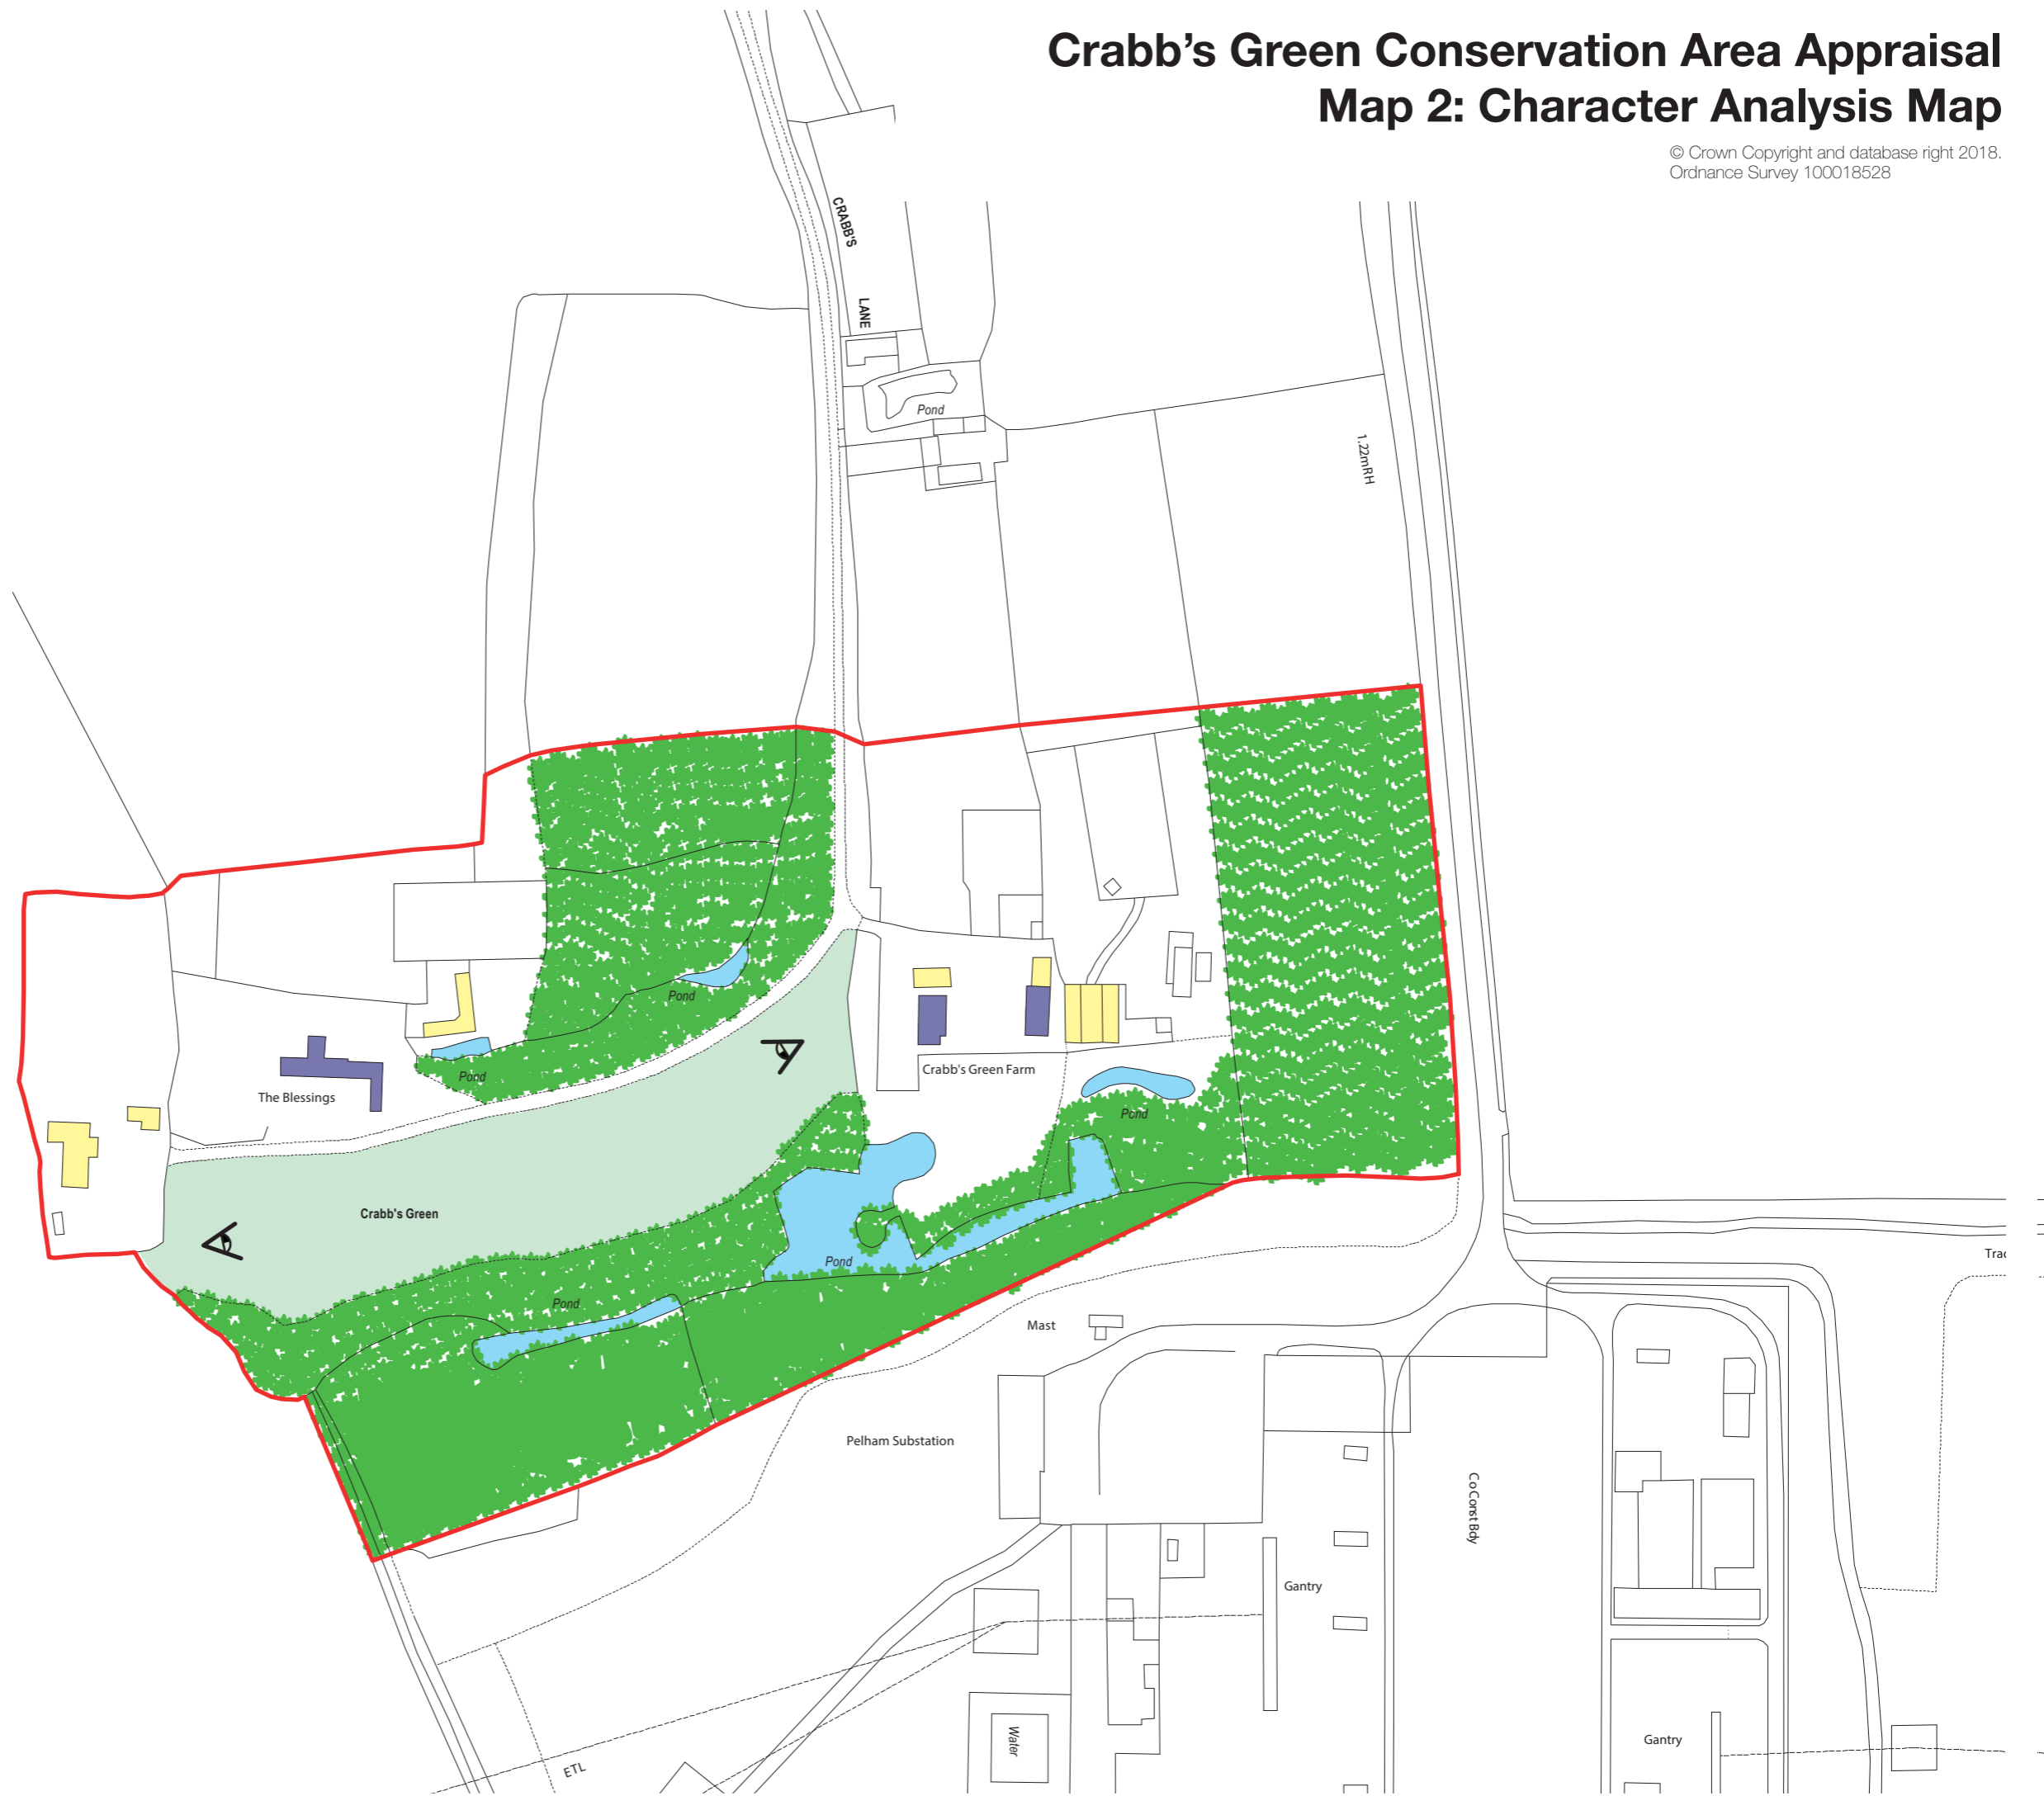 Crabb’s Green Conservation Area Appraisal
Map 2: Character Analysis Map
© Crown Copyright and database right 2018.
Ordnance Survey 100018528
CRABB'S
LANE
Pond
1.22mRH
Pond
Pond
The Blessings
Crabb's Green Farm
Pond
Crabb's Green
Pond
Pond
Trac
Mast
Pelham Substation
Co Const Bdy
Gantry
Water
Gantry
ETL